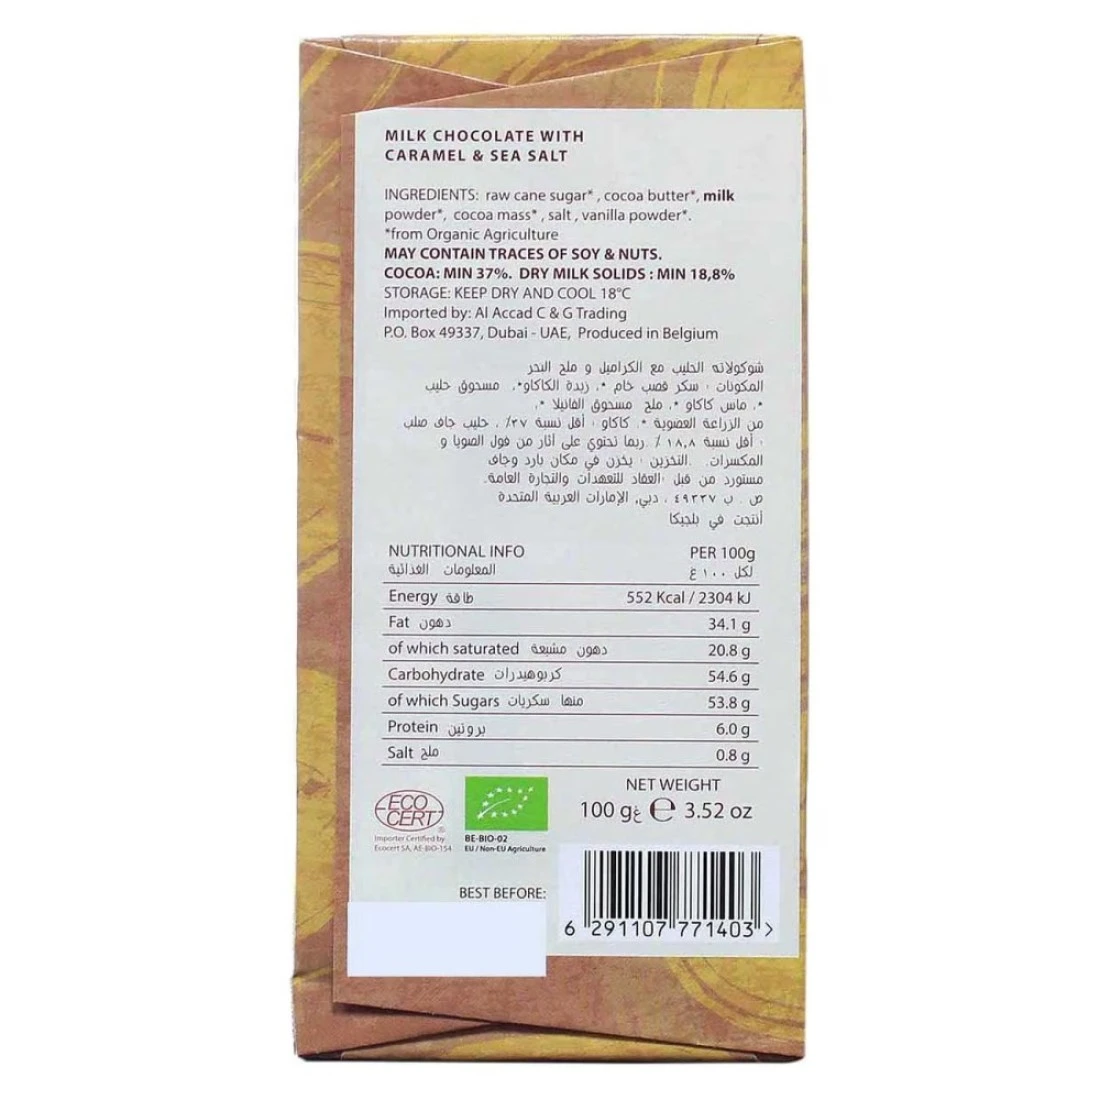 MILK CHOCOLATE WITH
CARAMEL & SEA SALT
INGREDIENTS: raw cane sugar* , cocoa butter*, milk
powder*, cocoa mass* , salt , vanilla powder*.
*from Organic Agriculture
MAY CONTAIN TRACES OF SOY & NUTS.
COCOA: MIN 37%. DRY MILK SOLIDS : MIN 18,8%
STORAGE: KEEP DRY AND COOL 18°C
Imported by: Al Accad C & G Trading
P.O. Box 49337, Dubai - UAE, Produced in Belgium
شوكولاته الحليب مع الكراميل و ملح البحر
المكونات : سكر قصب خام *، زبدة الكاكاو*، مسحوق حليب
*، ماس كاكاو *، ملح مسحوق الفانيلا *،
من الزراعة العضوية *. كاكاو : أقل نسبة ٣٧٪ ، حليب جاف صلب
: أقل نسبة ١٨,٨ ٪ .ربما تحتوي على آثار من فول الصويا و
المكسرات. التخزين : يخزن في مكان بارد وجاف
مستورد من قبل :العقاد للتعهدات والتجارة العامة.
ص . ب ٤٩٣٣٧ ، دبي, الإمارات العربية المتحدة
أنتجت في بلجيكا
NUTRITIONAL INFO PER 100g
المعلومات الغذائية لكل ١٠٠ غ
Energy طاقة 552 Kcal / 2304 kJ
Fat دهون 34.1 g
of which saturated دهون مشبعة 20.8 g
Carbohydrate كربوهيدرات 54.6 g
of which Sugars منها سكريات 53.8 g
Protein بروتين 6.0 g
Salt ملح 0.8 g
NET WEIGHT
100 g غ ℮ 3.52 oz
ECO
CERT®
Importer Certified by
Ecocert SA, AE-BIO-154
BE-BIO-02
EU / Non-EU Agriculture
BEST BEFORE:
6 291107 771403 >